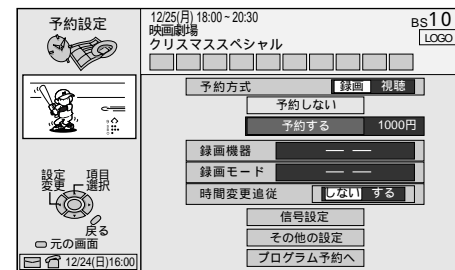 予約設定
12/25(月) 18:00~20:30
映画劇場
クリスマススペシャル
BS10
LOGO
予約方式 録画 視聴
予約しない
予約する 1000円
録画機器 — —
録画モード — —
時間変更追従 しない する
信号設定
その他の設定
プログラム予約へ
設定変更
項目選択
戻る
元の画面
12/24(日)16:00